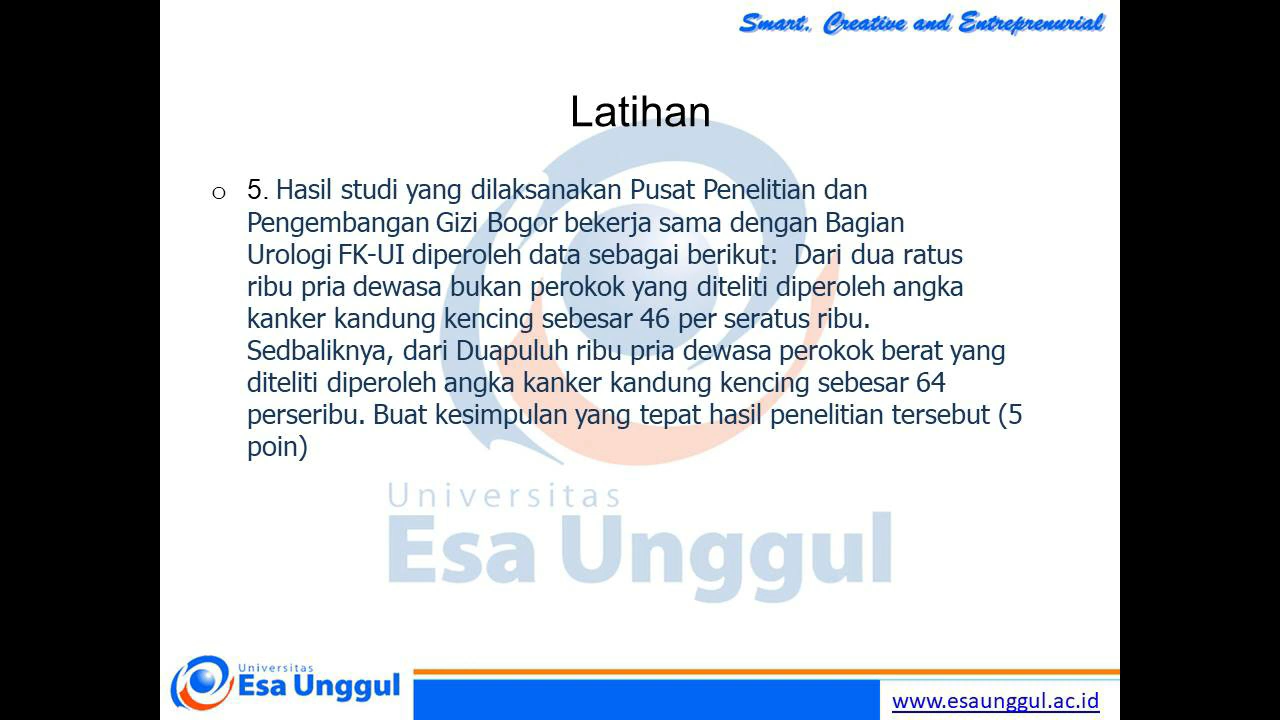 Smart, Creative and Entreprenurial
Latihan
o 5. Hasil studi yang dilaksanakan Pusat Penelitian dan
Pengembangan Gizi Bogor bekerja sama dengan Bagian
Urologi FK-UI diperoleh data sebagai berikut: Dari dua ratus
ribu pria dewasa bukan perokok yang diteliti diperoleh angka
kanker kandung kencing sebesar 46 per seratus ribu.
Sedbaliknya, dari Duapuluh ribu pria dewasa perokok berat yang
diteliti diperoleh angka kanker kandung kencing sebesar 64
perseribu. Buat kesimpulan yang tepat hasil penelitian tersebut (5
poin)
Universitas
Esa Unggul
Universitas
Esa Unggul
www.esaunggul.ac.id